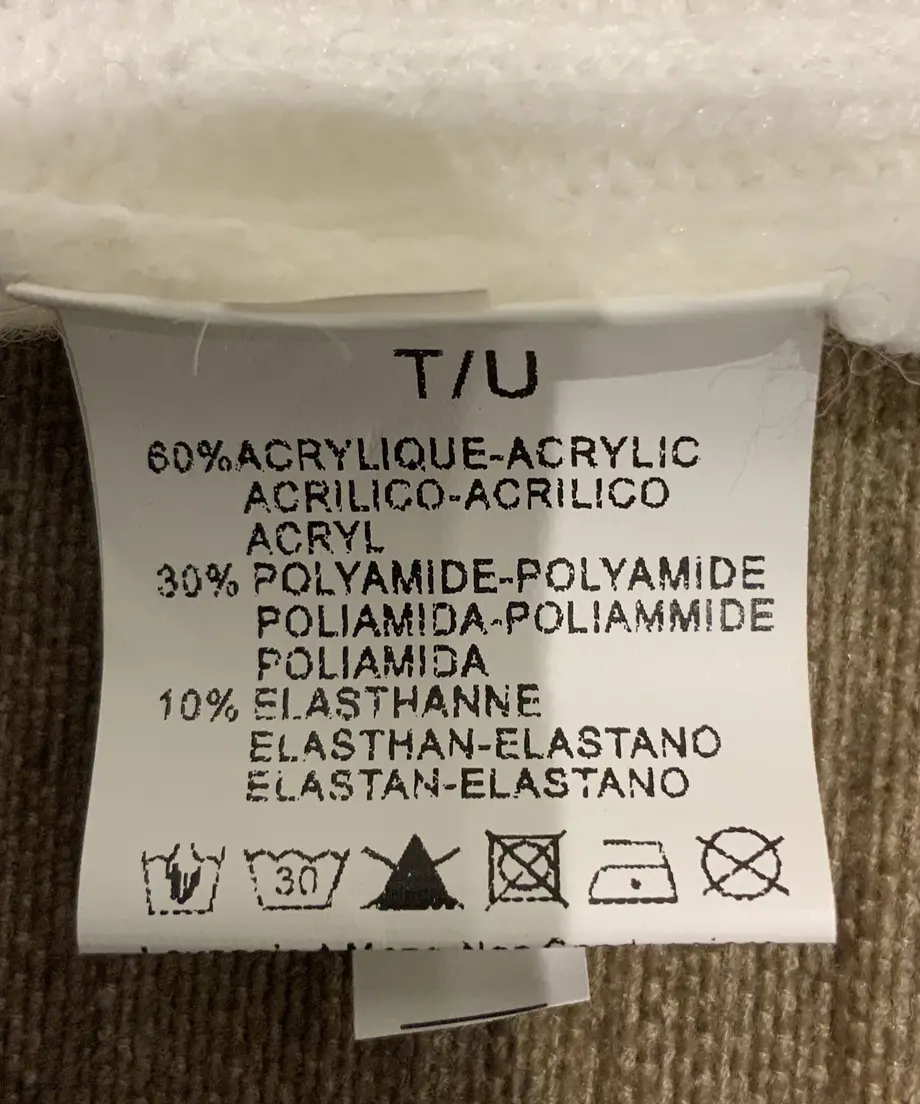 T/U
60%ACRYLIQUE-ACRYLIC
ACRILICO-ACRILICO
ACRYL
30% POLYAMIDE-POLYAMIDE
POLIAMIDA-POLIAMMIDE
POLIAMIDA
10% ELASTHANNE
ELASTHAN-ELASTANO
ELASTAN-ELASTANO
30